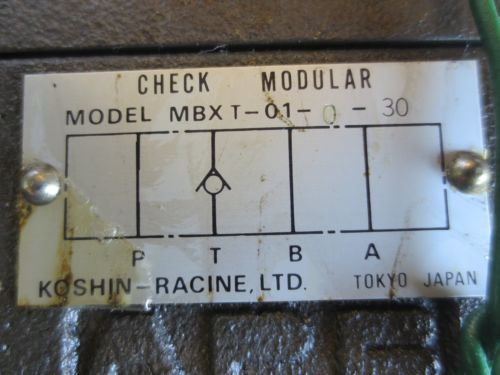 CHECK MODULAR
MODEL MBXT-01-0-30
P T B A
KOSHIN-RACINE, LTD. TOKYO JAPAN